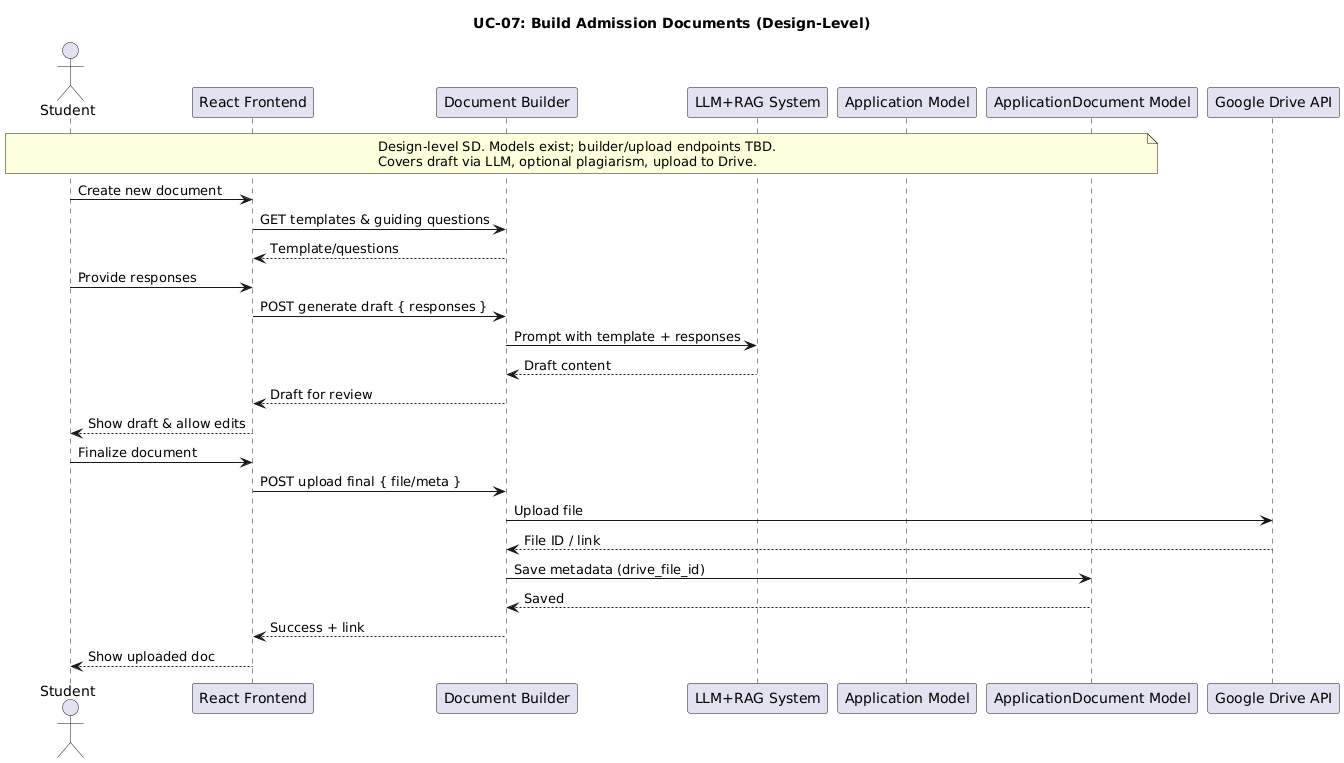 UC-07: Build Admission Documents (Design-Level)
Student
React Frontend
Document Builder
LLM+RAG System
Application Model
ApplicationDocument Model
Google Drive API
Design-level SD. Models exist; builder/upload endpoints TBD.
Covers draft via LLM, optional plagiarism, upload to Drive.
Create new document
GET templates & guiding questions
Template/questions
Provide responses
POST generate draft { responses }
Prompt with template + responses
Draft content
Draft for review
Show draft & allow edits
Finalize document
POST upload final { file/meta }
Upload file
File ID / link
Save metadata (drive_file_id)
Saved
Success + link
Show uploaded doc
Student
React Frontend
Document Builder
LLM+RAG System
Application Model
ApplicationDocument Model
Google Drive API